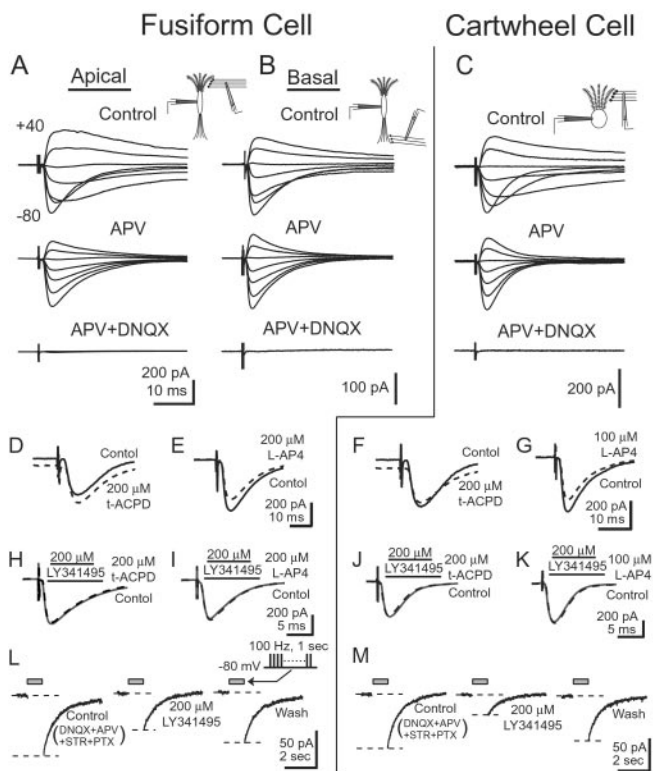 Fusiform Cell
Cartwheel Cell
A
Apical
B
Basal
C
Control
Control
Control
+40
-80
APV
APV
APV
APV+DNQX
APV+DNQX
APV+DNQX
200 pA
10 ms
100 pA
200 pA
D
Contol
200 μM
t-ACPD
E
200 μM
L-AP4
Control
200 pA
10 ms
F
Contol
200 μM
t-ACPD
G
100 μM
L-AP4
Control
200 pA
10 ms
H
200 μM
LY341495
200 μM
t-ACPD
Contol
I
200 μM
LY341495
200 μM
L-AP4
Contol
200 pA
5 ms
J
200 μM
LY341495
200 μM
t-ACPD
Control
K
200 μM
LY341495
100 μM
L-AP4
Contol
200 pA
5 ms
L
100 Hz, 1 sec
-80 mV
Control
(DNQX+APV
+STR+PTX)
200 μM
LY341495
Wash
50 pA
2 sec
M
Control
(DNQX+APV
+STR+PTX)
200 μM
LY341495
Wash
50 pA
2 sec